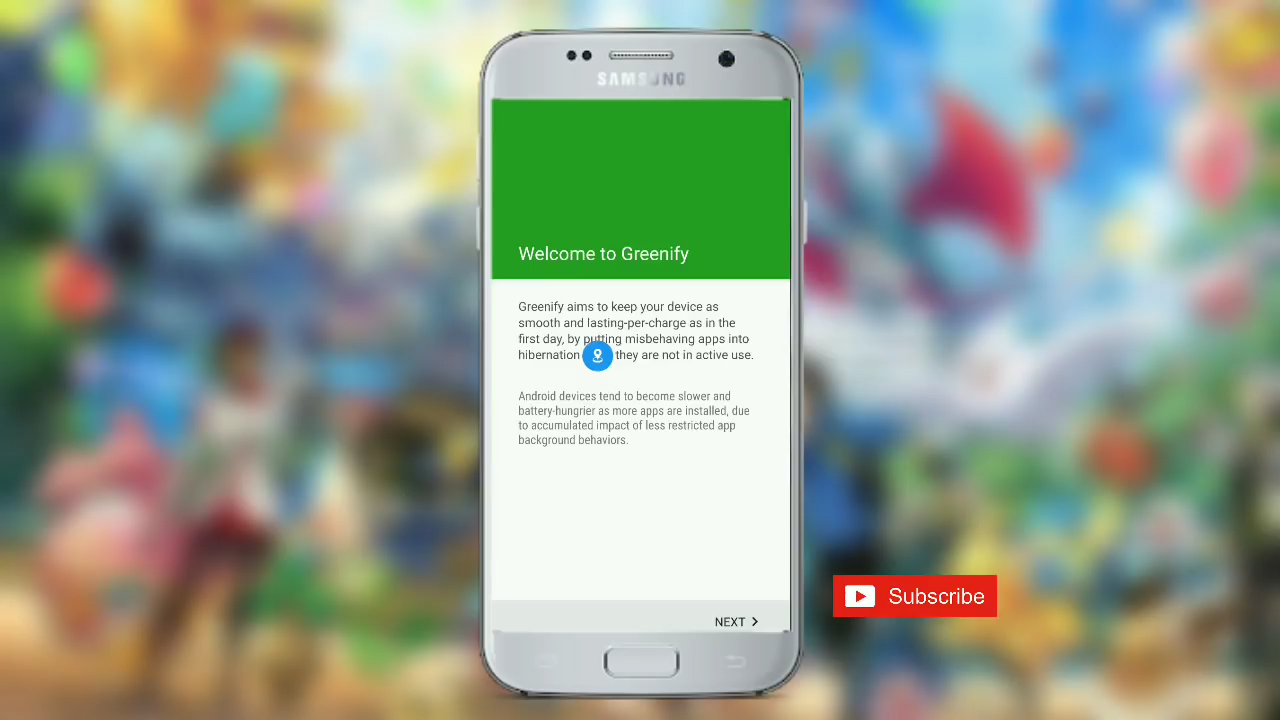 SAMSUNG
Welcome to Greenify
Greenify aims to keep your device as
smooth and lasting-per-charge as in the
first day, by putting misbehaving apps into
hibernation they are not in active use.
Android devices tend to become slower and
battery-hungrier as more apps are installed, due
to accumulated impact of less restricted app
background behaviors.
NEXT
Subscribe